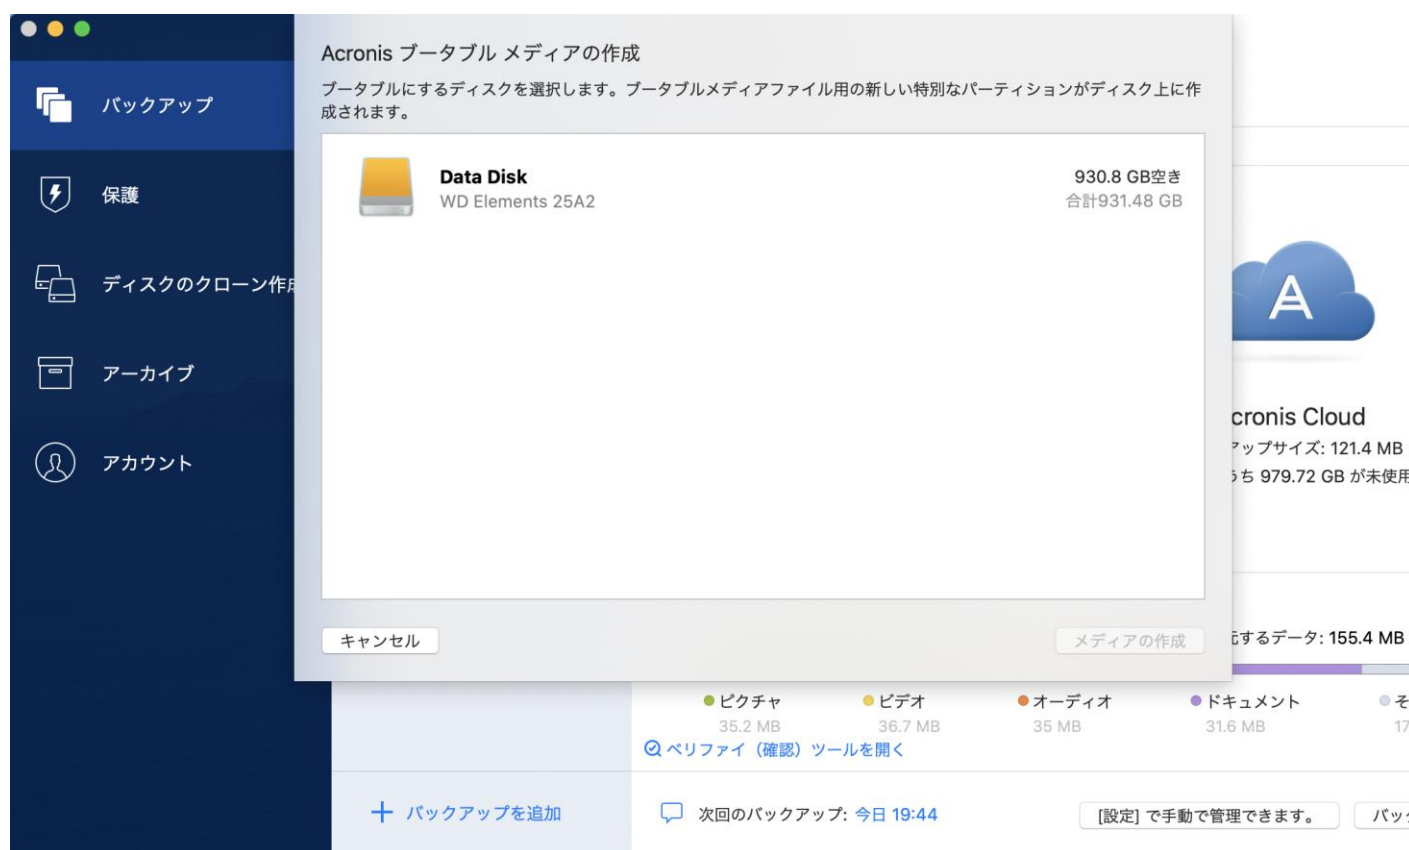 Acronis ブータブル メディアの作成
ブータブルにするディスクを選択します。ブータブルメディアファイル用の新しい特別なパーティションがディスク上に作
成されます。
バックアップ
保護
ディスクのクローン作成
アーカイブ
アカウント
Data Disk
WD Elements 25A2
930.8 GB空き
合計931.48 GB
キャンセル
メディアの作成
A
cronis Cloud
アップサイズ: 121.4 MB
うち 979.72 GB が未使用
元するデータ: 155.4 MB
ピクチャ
35.2 MB
ビデオ
36.7 MB
オーディオ
35 MB
ドキュメント
31.6 MB
そ
17
ベリファイ（確認）ツールを開く
バックアップを追加
次回のバックアップ: 今日 19:44
[設定] で手動で管理できます。
バッ